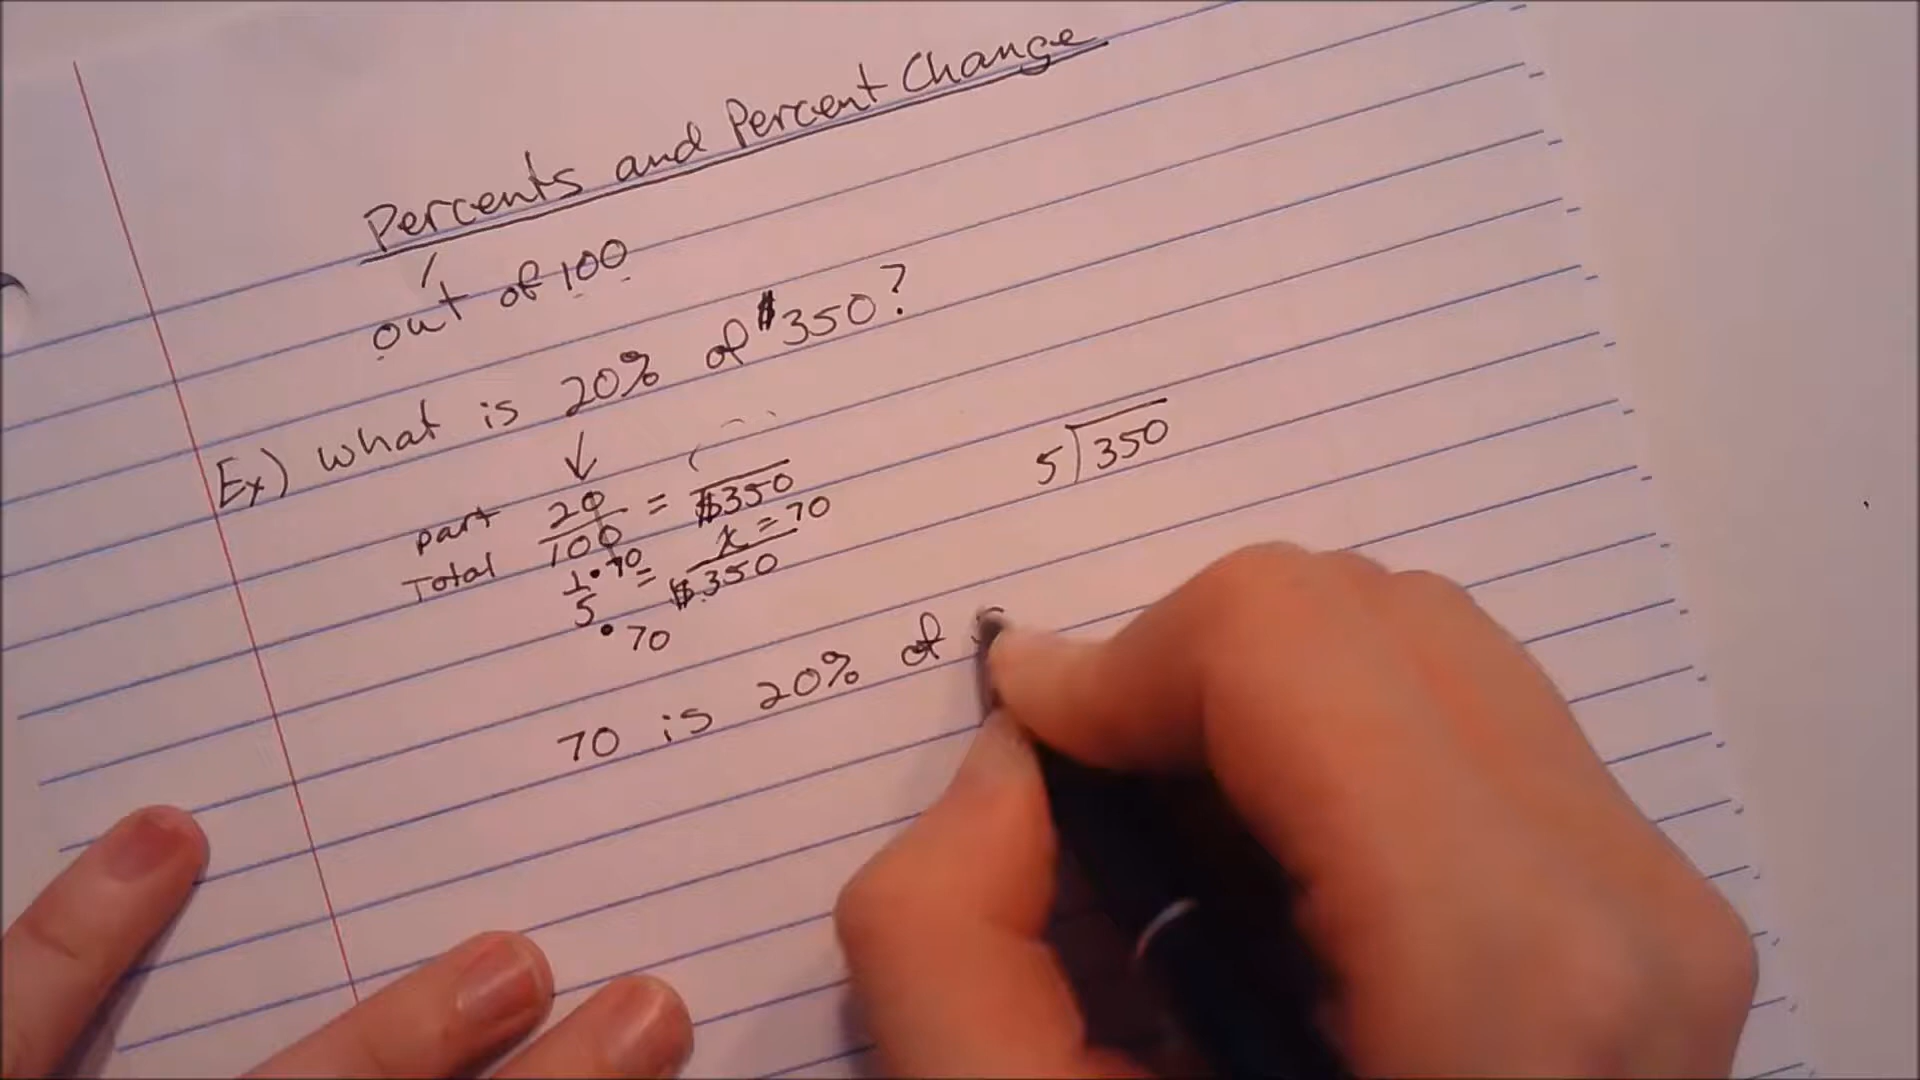 Percents and Percent Change
out of 100
Ex) What is 20% of $350?
part 20 = $350
Total 100 x = 70
1 • 70 = $350
5 • 70
5 350
70 is 20% of